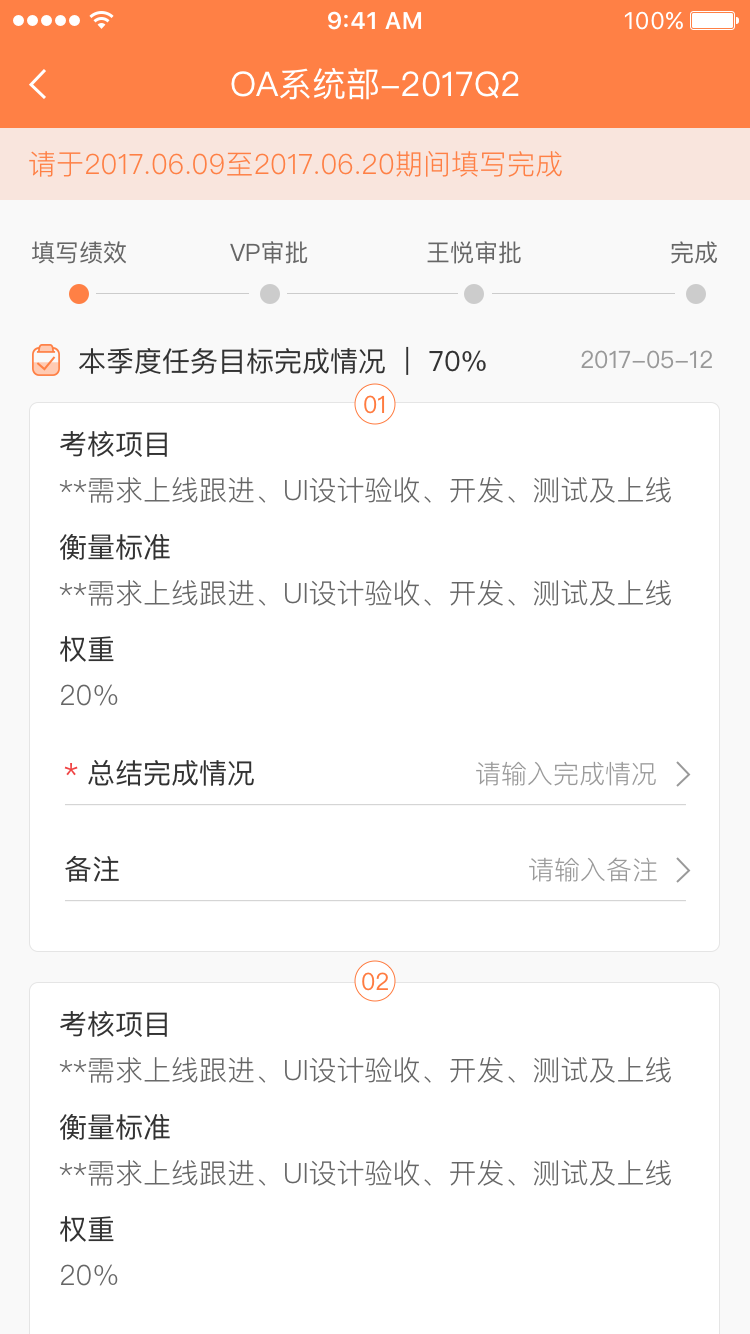 9:41 AM 100%
OA系统部-2017Q2
请于2017.06.09至2017.06.20期间填写完成
填写绩效 VP审批 王悦审批 完成
本季度任务目标完成情况 | 70% 2017-05-12
01
考核项目
**需求上线跟进、UI设计验收、开发、测试及上线
衡量标准
**需求上线跟进、UI设计验收、开发、测试及上线
权重
20%
* 总结完成情况 请输入完成情况
备注 请输入备注
02
考核项目
**需求上线跟进、UI设计验收、开发、测试及上线
衡量标准
**需求上线跟进、UI设计验收、开发、测试及上线
权重
20%